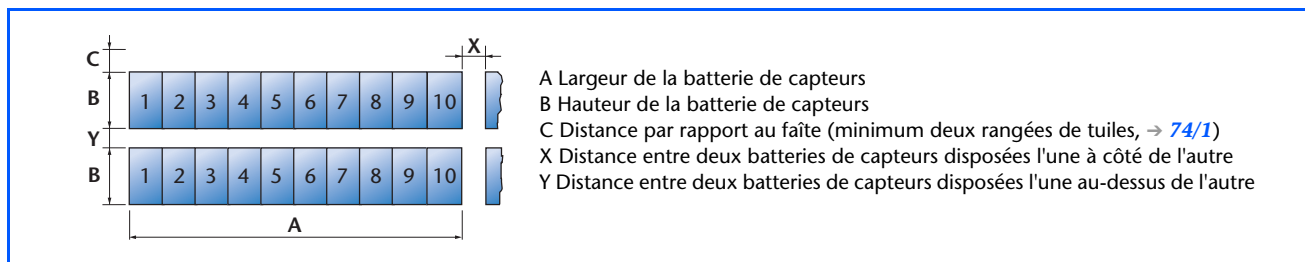 X
C
B
1 2 3 4 5 6 7 8 9 10
Y
B
1 2 3 4 5 6 7 8 9 10
A
A Largeur de la batterie de capteurs
B Hauteur de la batterie de capteurs
C Distance par rapport au faîte (minimum deux rangées de tuiles, → 74/1)
X Distance entre deux batteries de capteurs disposées l'une à côté de l'autre
Y Distance entre deux batteries de capteurs disposées l'une au-dessus de l'autre